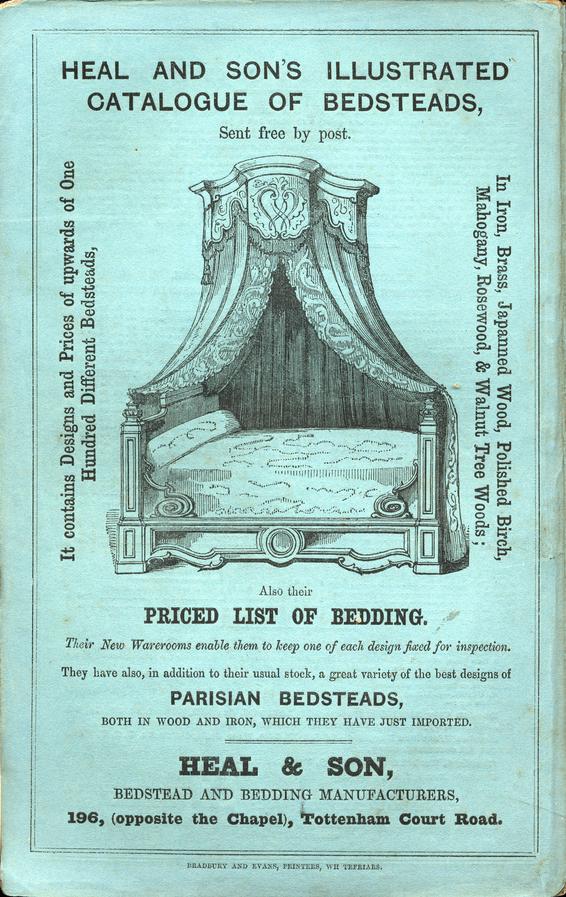 HEAL AND SON'S ILLUSTRATED
CATALOGUE OF BEDSTEADS,
Sent free by post.
It contains Designs and Prices of upwards of One
Hundred Different Bedsteads,
In Iron, Brass, Japanned Wood, Polished Birch,
Mahogany, Rosewood, & Walnut Tree Woods;
Also their
PRICED LIST OF BEDDING.
Their New Warerooms enable them to keep one of each design fixed for inspection.
They have also, in addition to their usual stock, a great variety of the best designs of
PARISIAN BEDSTEADS,
BOTH IN WOOD AND IRON, WHICH THEY HAVE JUST IMPORTED.
HEAL & SON,
BEDSTEAD AND BEDDING MANUFACTURERS,
196, (opposite the Chapel), Tottenham Court Road.
BRADBURY AND EVANS, PRINTERS, WH TEFRIARS.